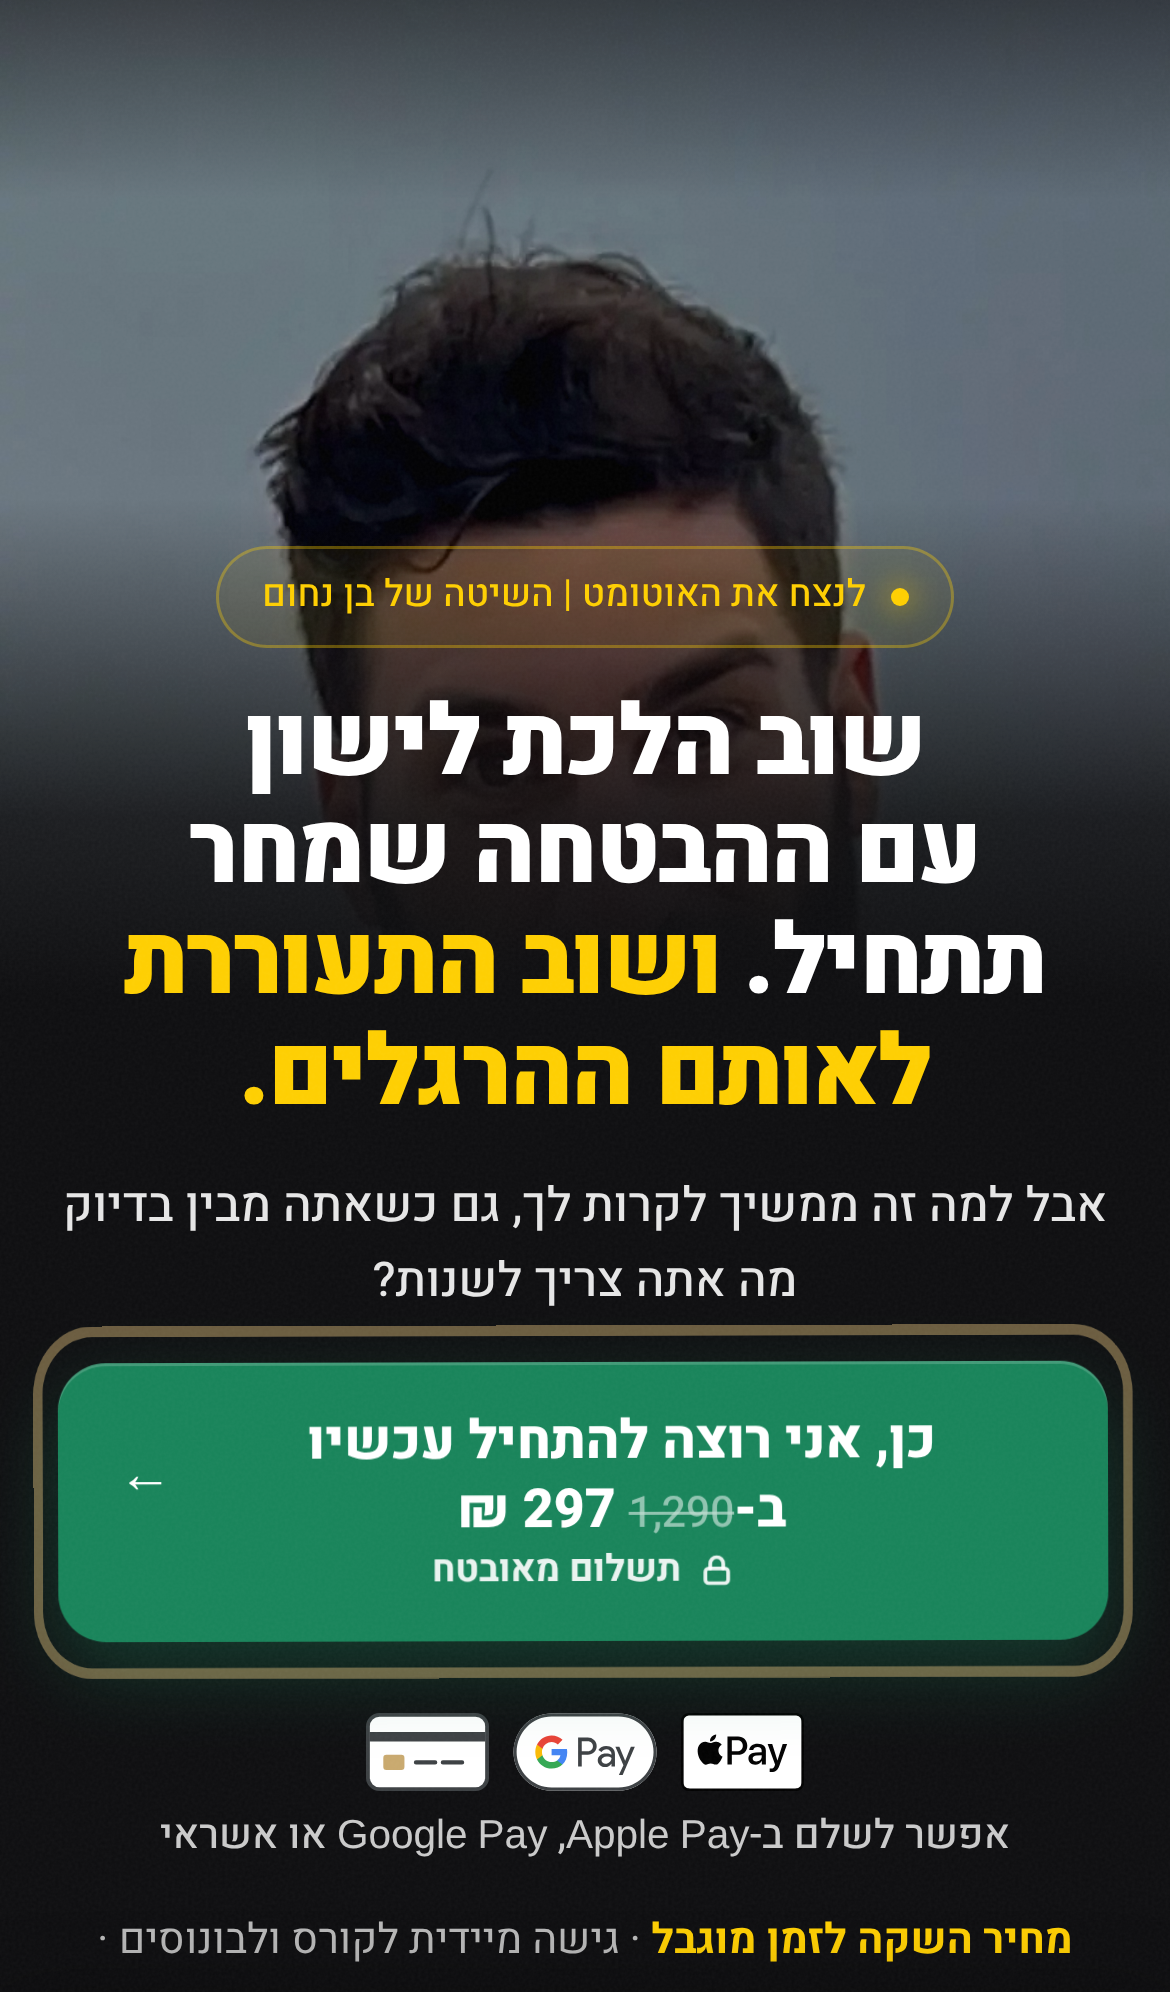 לנצח את האוטומט | השיטה של בן נחום
שוב הלכת לישון
עם ההבטחה שמחר
תתחיל. ושוב התעוררת
לאותם ההרגלים.
אבל למה זה ממשיך לקרות לך, גם כשאתה מבין בדיוק
מה אתה צריך לשנות?
כן, אני רוצה להתחיל עכשיו
ב-1,290 297 ₪
תשלום מאובטח
Pay G Pay
אפשר לשלם ב-Apple Pay, Google Pay או אשראי
מחיר השקה לזמן מוגבל · גישה מיידית לקורס ולבונוסים ·